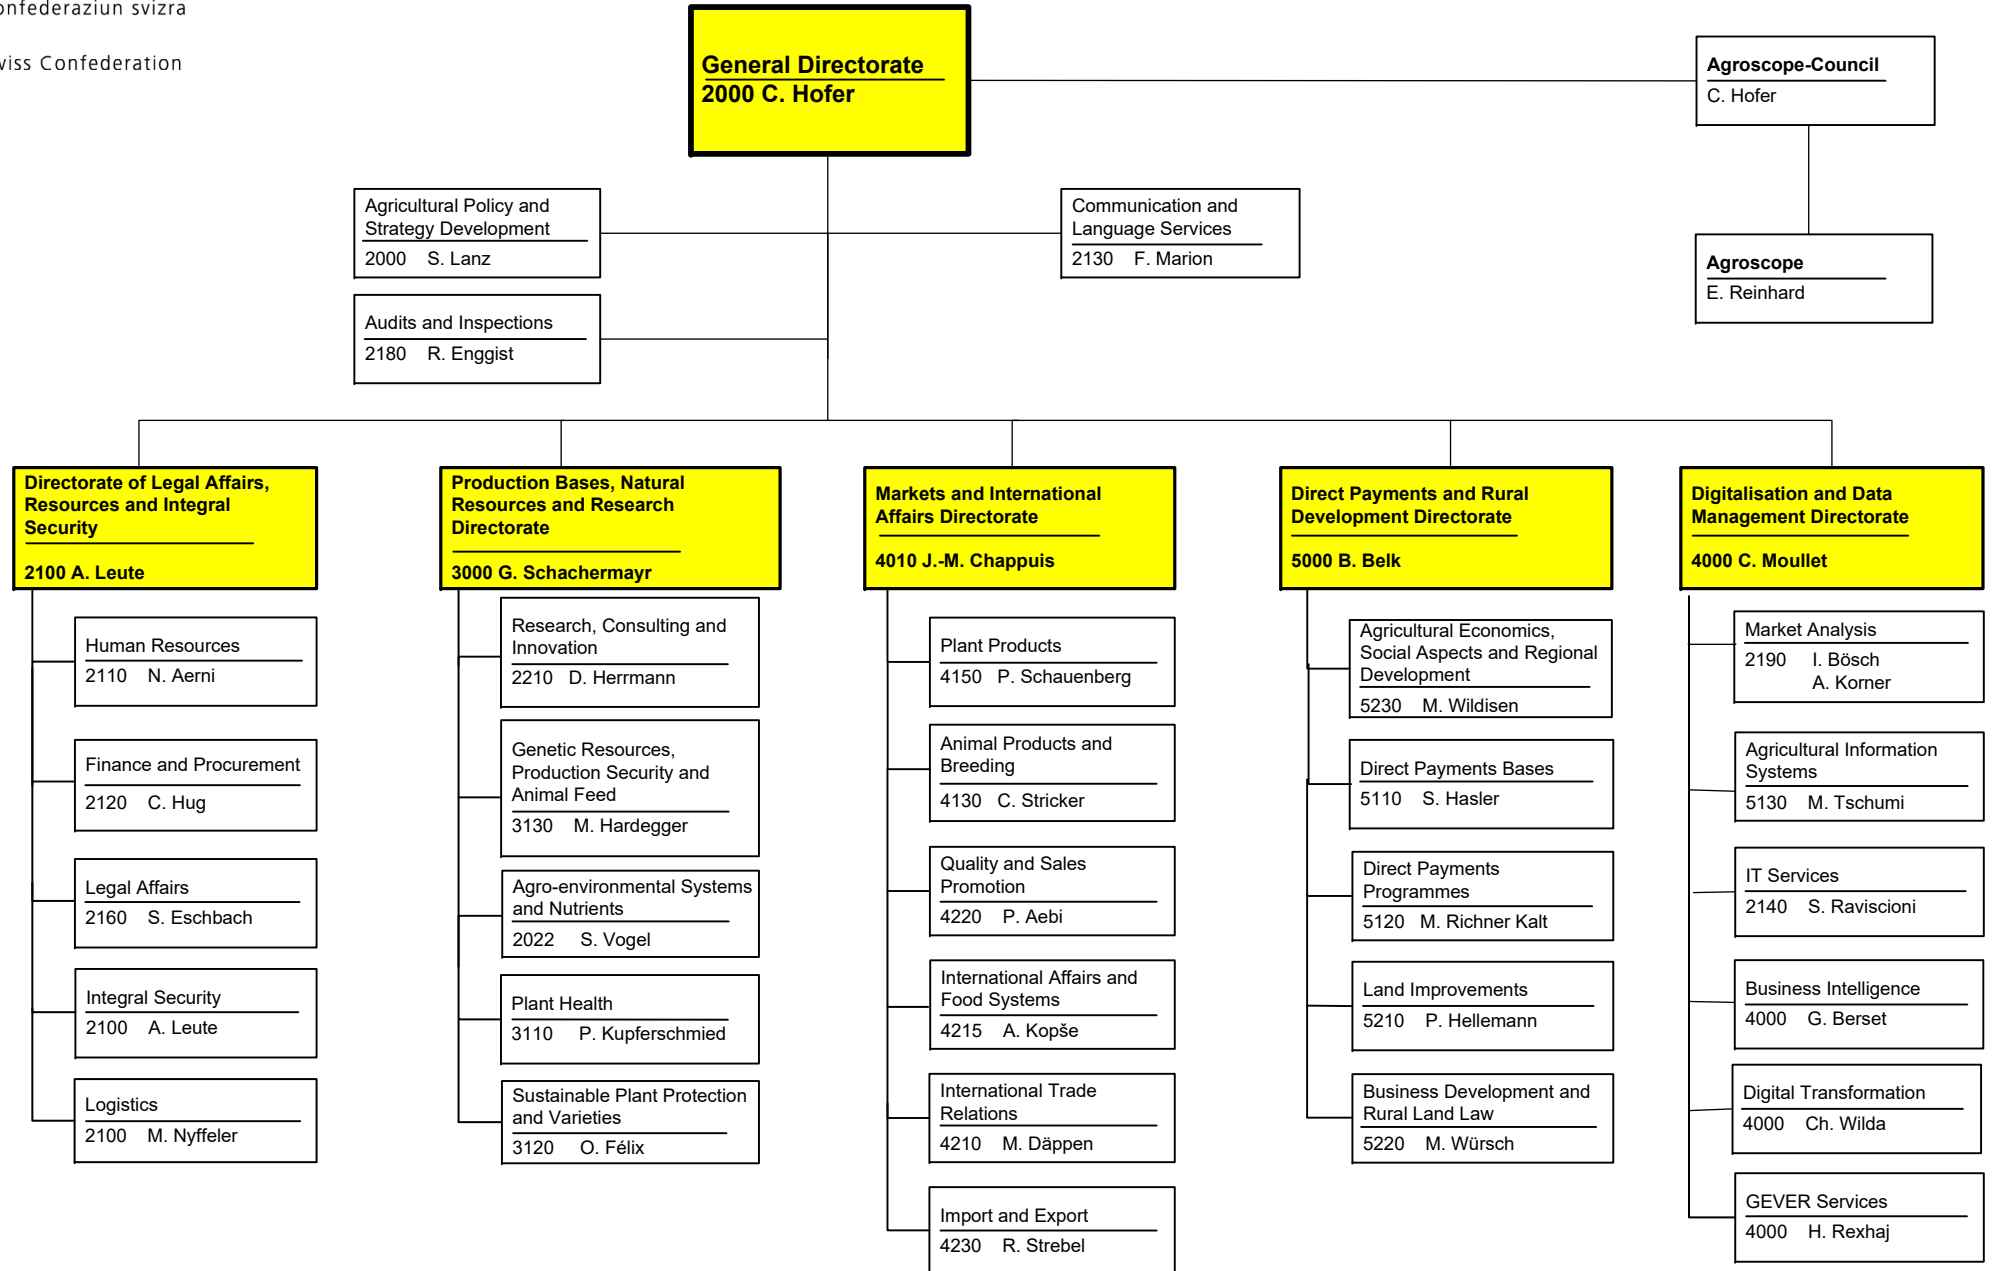 onfederaziun svizra
wiss Confederation
General Directorate
2000 C. Hofer
Agroscope-Council
C. Hofer
Agricultural Policy and
Strategy Development
2000 S. Lanz
Communication and
Language Services
2130 F. Marion
Agroscope
E. Reinhard
Audits and Inspections
2180 R. Enggist
Directorate of Legal Affairs,
Resources and Integral
Security
2100 A. Leute
Human Resources
2110 N. Aerni
Finance and Procurement
2120 C. Hug
Legal Affairs
2160 S. Eschbach
Integral Security
2100 A. Leute
Logistics
2100 M. Nyffeler
Production Bases, Natural
Resources and Research
Directorate
3000 G. Schachermayr
Research, Consulting and
Innovation
2210 D. Herrmann
Genetic Resources,
Production Security and
Animal Feed
3130 M. Hardegger
Agro-environmental Systems
and Nutrients
2022 S. Vogel
Plant Health
3110 P. Kupferschmied
Sustainable Plant Protection
and Varieties
3120 O. Félix
Markets and International
Affairs Directorate
4010 J.-M. Chappuis
Plant Products
4150 P. Schauenberg
Animal Products and
Breeding
4130 C. Stricker
Quality and Sales
Promotion
4220 P. Aebi
International Affairs and
Food Systems
4215 A. Kopše
International Trade
Relations
4210 M. Däppen
Import and Export
4230 R. Strebel
Direct Payments and Rural
Development Directorate
5000 B. Belk
Agricultural Economics,
Social Aspects and Regional
Development
5230 M. Wildisen
Direct Payments Bases
5110 S. Hasler
Direct Payments
Programmes
5120 M. Richner Kalt
Land Improvements
5210 P. Hellemann
Business Development and
Rural Land Law
5220 M. Würsch
Digitalisation and Data
Management Directorate
4000 C. Moullet
Market Analysis
2190 I. Bösch
A. Korner
Agricultural Information
Systems
5130 M. Tschumi
IT Services
2140 S. Raviscioni
Business Intelligence
4000 G. Berset
Digital Transformation
4000 Ch. Wilda
GEVER Services
4000 H. Rexhaj